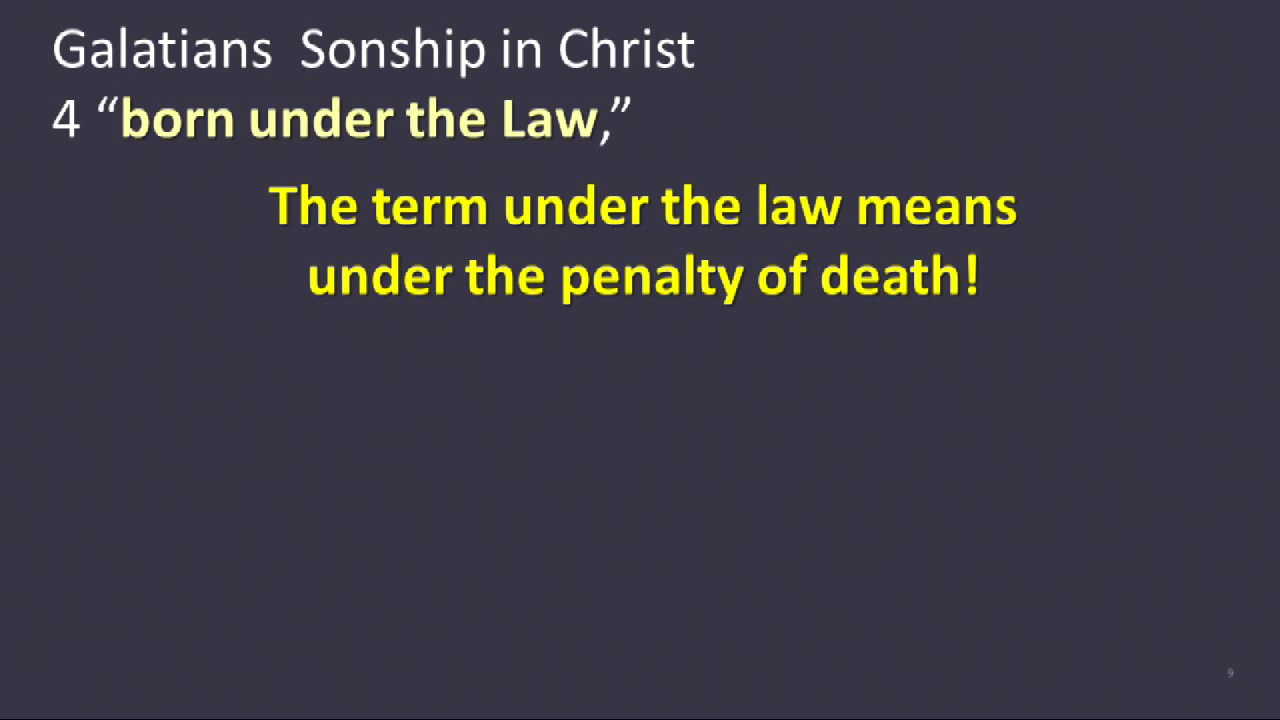 Galatians  Sonship in Christ
4 “born under the Law,”
The term under the law means
under the penalty of death!
9